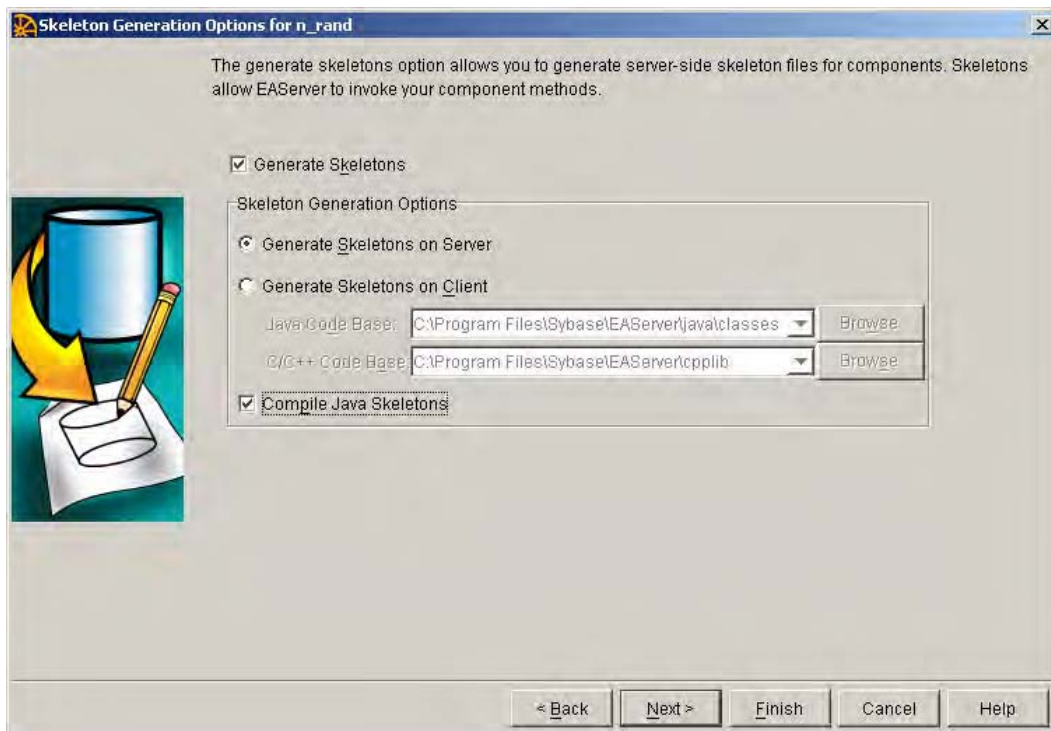 Skeleton Generation Options for n_rand
The generate skeletons option allows you to generate server-side skeleton files for components. Skeletons
allow EAServer to invoke your component methods.
Generate Skeletons
Skeleton Generation Options
Generate Skeletons on Server
Generate Skeletons on Client
Java Code Base: C:\Program Files\Sybase\EAServer\java\classes Browse
C/C++ Code Base: C:\Program Files\Sybase\EAServer\cpplib Browse
Compile Java Skeletons
< Back Next > Finish Cancel Help